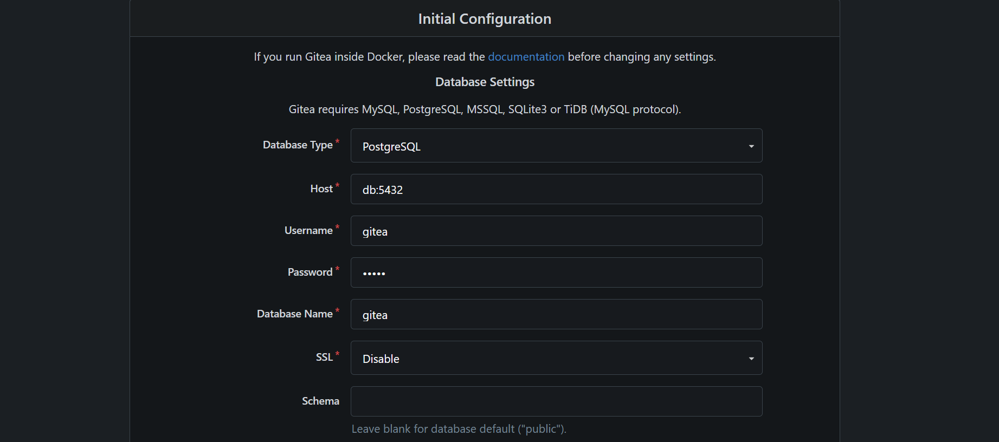 Initial Configuration
If you run Gitea inside Docker, please read the documentation before changing any settings.
Database Settings
Gitea requires MySQL, PostgreSQL, MSSQL, SQLite3 or TiDB (MySQL protocol).
Database Type *
PostgreSQL
Host *
db:5432
Username *
gitea
Password *
•••••
Database Name *
gitea
SSL *
Disable
Schema
Leave blank for database default ("public").